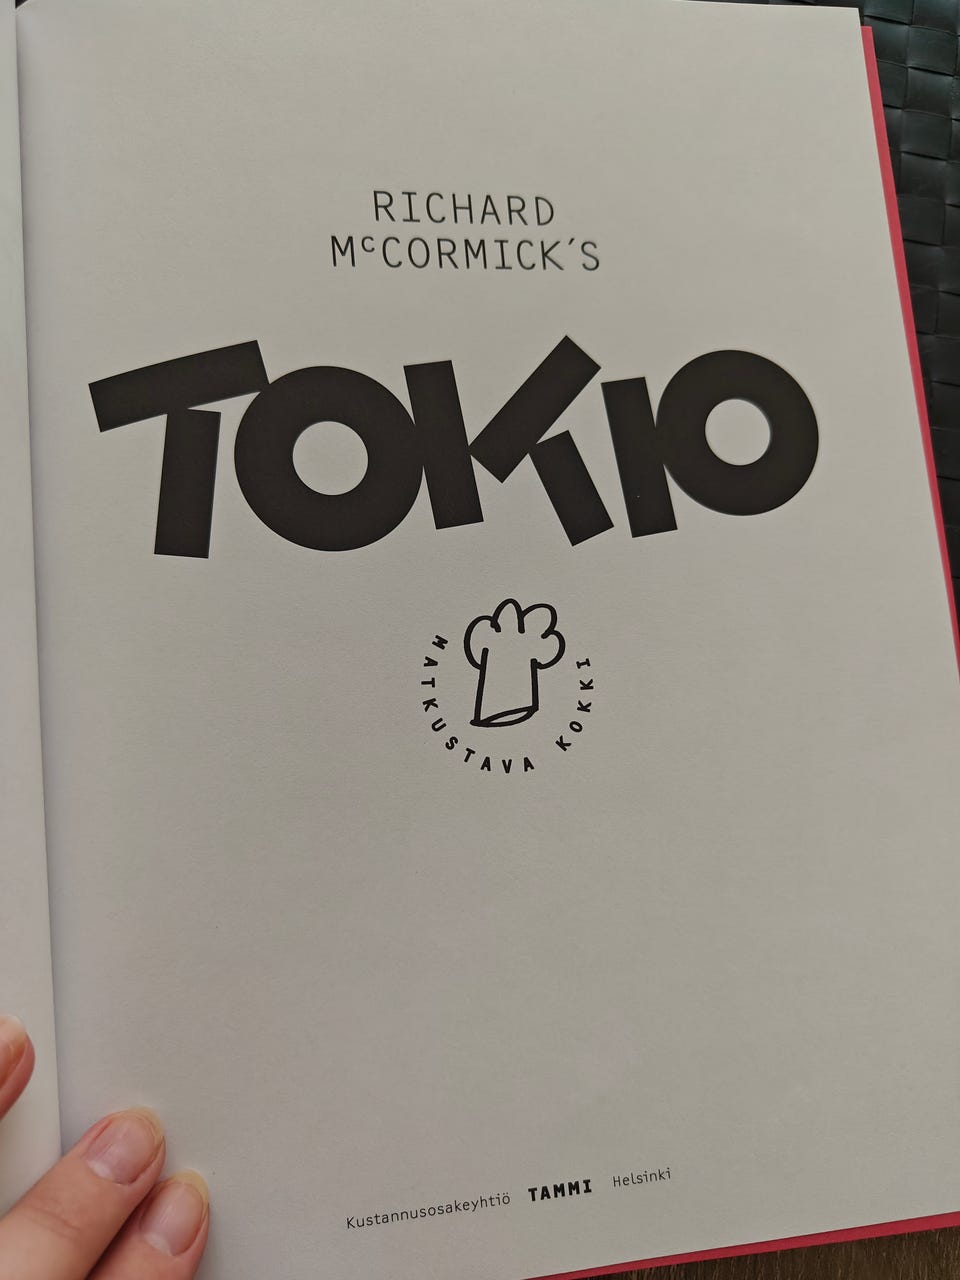 RICHARD
McCORMICK´S
TOKIO
MATKUSTAVA KOKKI
Kustannusosakeyhtiö TAMMI Helsinki